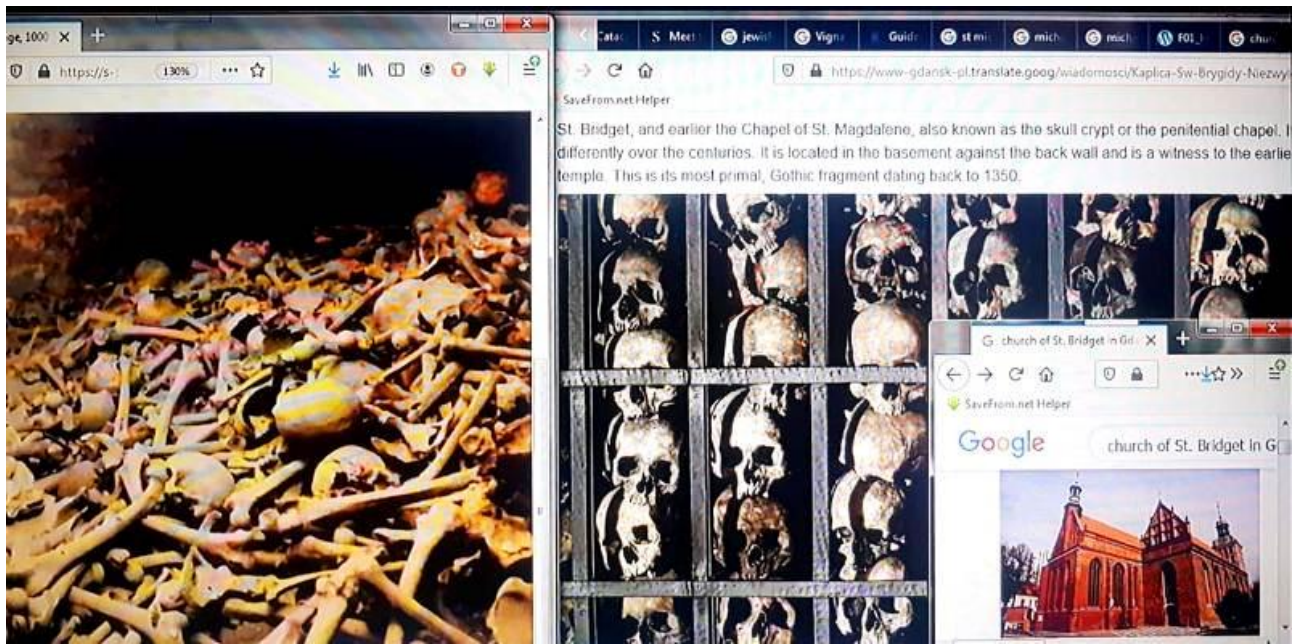 ge, 1000
https://s-
130%
Catac
S Meet
jewis
Vigna
Guide
st mic
mich
mich
F01_I
chur
https://www-gdansk-pl.translate.goog/wiadomosci/Kaplica-Sw-Brygidy-Niezwyk
SaveFrom.net Helper
St. Bridget, and earlier the Chapel of St. Magdalene, also known as the skull crypt or the penitential chapel. I
differently over the centuries. It is located in the basement against the back wall and is a witness to the earlie
temple. This is its most primal, Gothic fragment dating back to 1350.
G church of St. Bridget in Gd
SaveFrom.net Helper
Google
church of St. Bridget in G